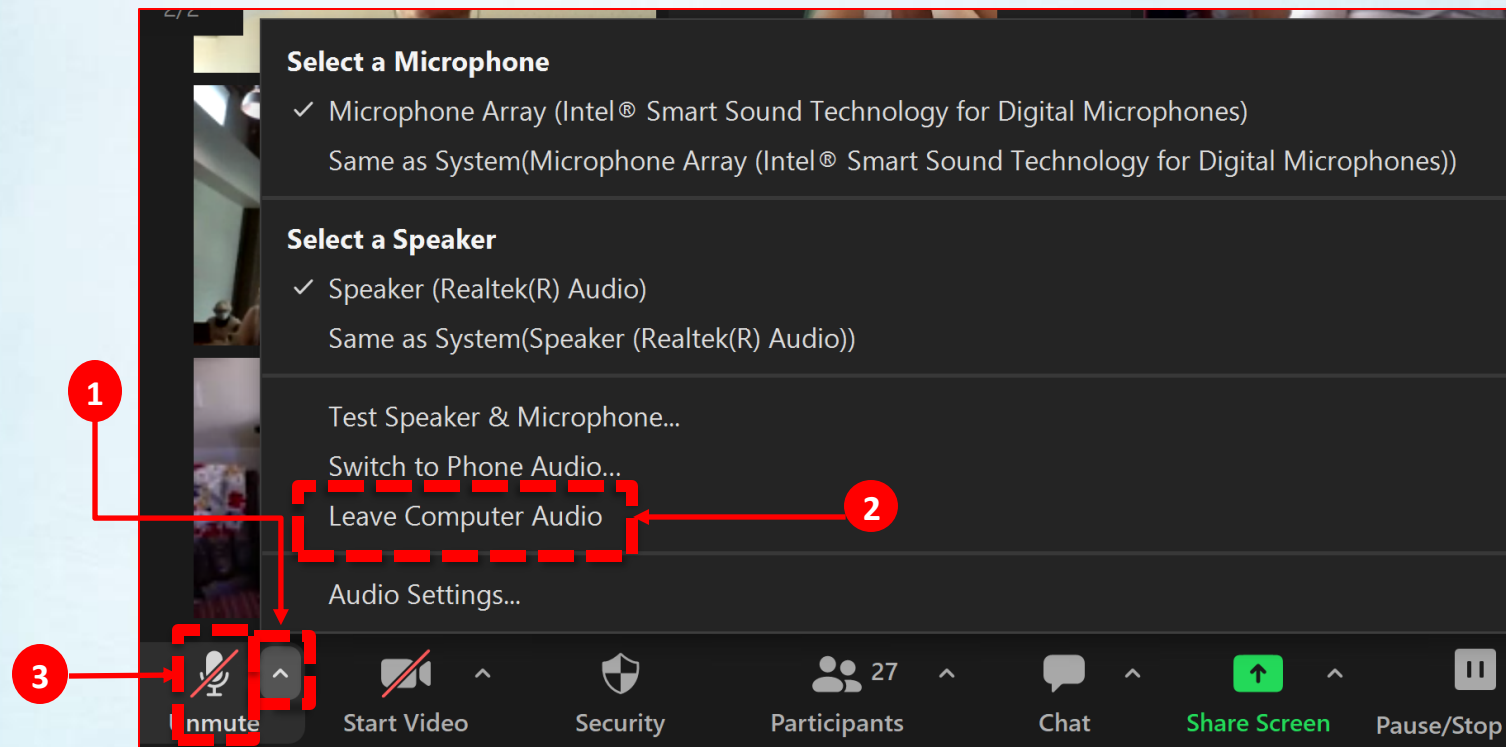 2/2
Select a Microphone
✓ Microphone Array (Intel® Smart Sound Technology for Digital Microphones)
Same as System(Microphone Array (Intel® Smart Sound Technology for Digital Microphones))
Select a Speaker
✓ Speaker (Realtek(R) Audio)
Same as System(Speaker (Realtek(R) Audio))
1
Test Speaker & Microphone...
Switch to Phone Audio...
Leave Computer Audio
2
Audio Settings...
3
27
Unmute
Start Video
Security
Participants
Chat
Share Screen
Pause/Stop